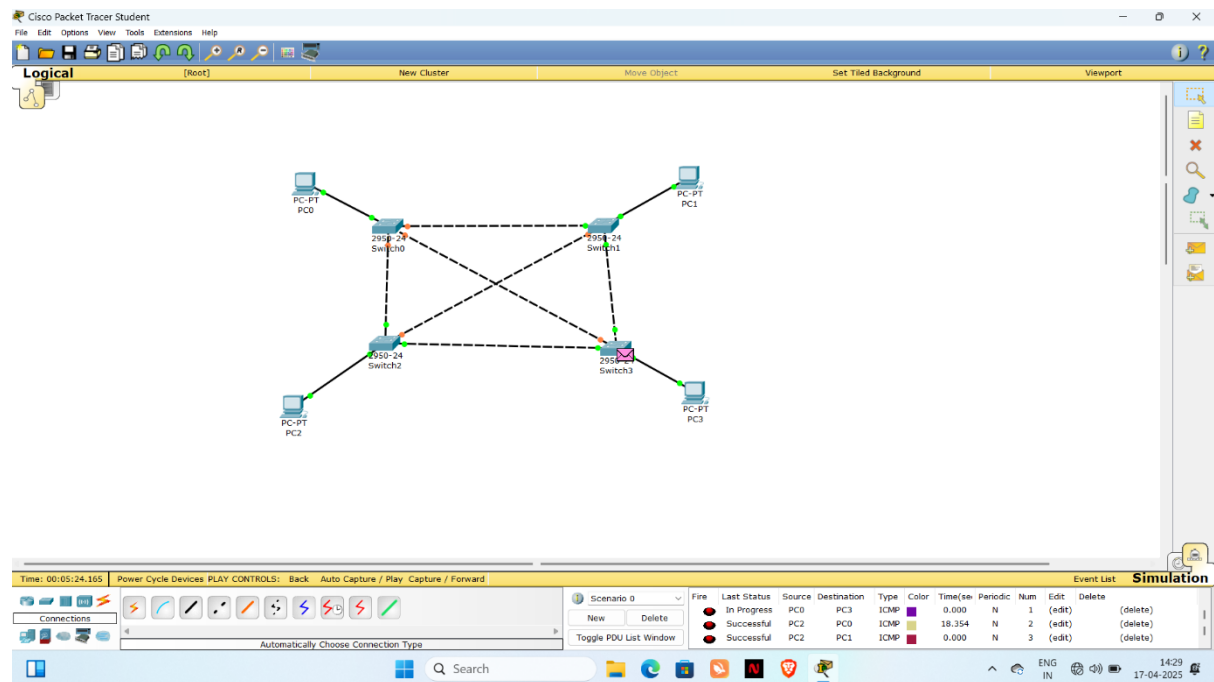 Cisco Packet Tracer Student
File Edit Options View Tools Extensions Help
Logical [Root] New Cluster Move Object Set Tiled Background Viewport
PC-PT
PC0
PC-PT
PC1
2950-24
Switch0
2950-24
Switch1
2950-24
Switch2
2950-24
Switch3
PC-PT
PC2
PC-PT
PC3
Time: 00:05:24.165 Power Cycle Devices PLAY CONTROLS: Back Auto Capture / Play Capture / Forward Event List Simulation
Connections
Automatically Choose Connection Type
Scenario 0
New Delete
Toggle PDU List Window
Fire Last Status Source Destination Type Color Time(se Periodic Num Edit Delete
In Progress PC0 PC3 ICMP 0.000 N 1 (edit) (delete)
Successful PC2 PC0 ICMP 18.354 N 2 (edit) (delete)
Successful PC2 PC1 ICMP 0.000 N 3 (edit) (delete)
Search
ENG
IN
14:29
17-04-2025